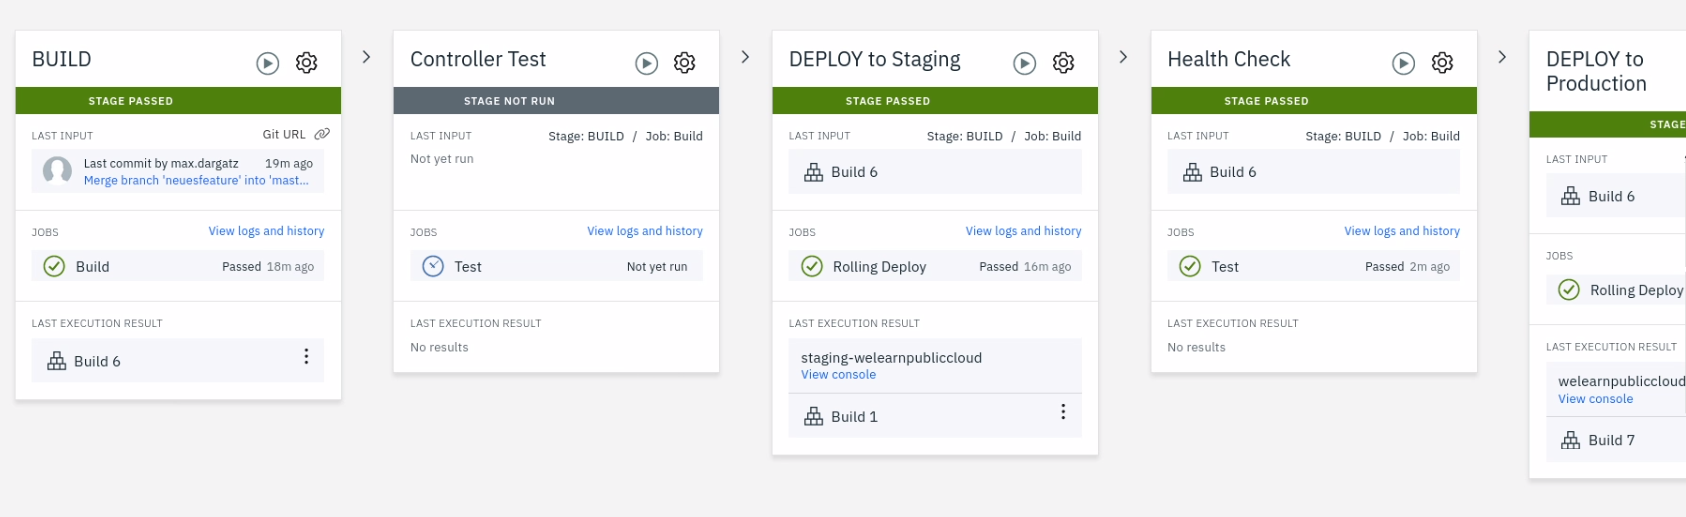 BUILD
STAGE PASSED
LAST INPUT Git URL
Last commit by max.dargatz 19m ago
Merge branch 'neuesfeature' into 'mast...
JOBS View logs and history
Build Passed 18m ago
LAST EXECUTION RESULT
Build 6
Controller Test
STAGE NOT RUN
LAST INPUT Stage: BUILD / Job: Build
Not yet run
JOBS View logs and history
Test Not yet run
LAST EXECUTION RESULT
No results
DEPLOY to Staging
STAGE PASSED
LAST INPUT Stage: BUILD / Job: Build
Build 6
JOBS View logs and history
Rolling Deploy Passed 16m ago
LAST EXECUTION RESULT
staging-welearnpubliccloud
View console
Build 1
Health Check
STAGE PASSED
LAST INPUT Stage: BUILD / Job: Build
Build 6
JOBS View logs and history
Test Passed 2m ago
LAST EXECUTION RESULT
No results
DEPLOY to
Production
STAGE
LAST INPUT
Build 6
JOBS
Rolling Deploy
LAST EXECUTION RESULT
welearnpubliccloud
View console
Build 7